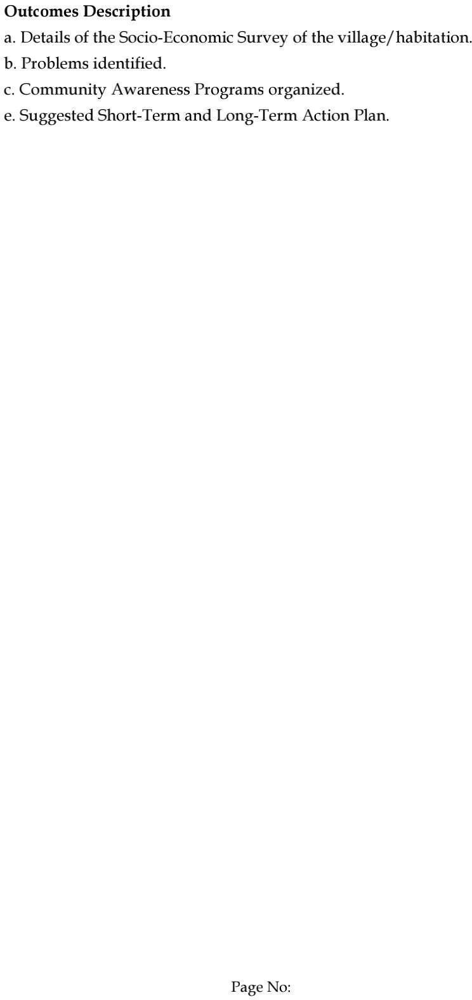 Outcomes Description
a. Details of the Socio-Economic Survey of the village/habitation.
b. Problems identified.
c. Community Awareness Programs organized.
e. Suggested Short-Term and Long-Term Action Plan.
Page No: